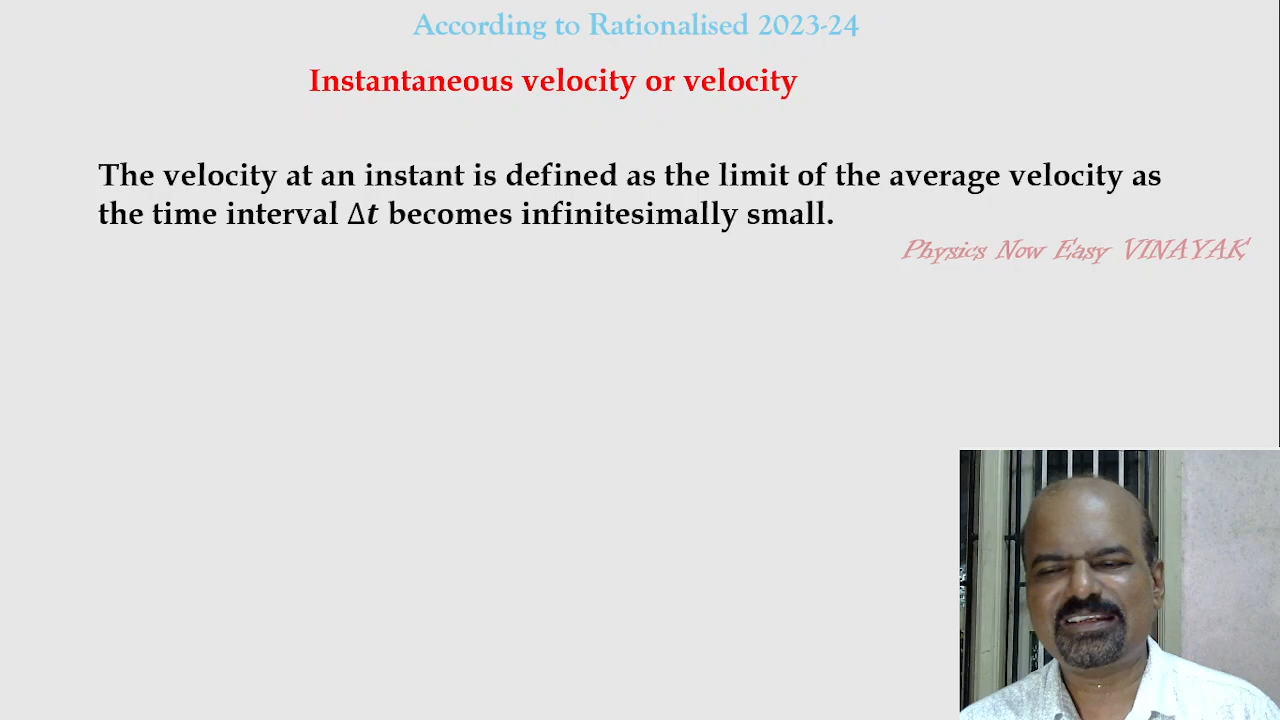 According to Rationalised 2023-24
Instantaneous velocity or velocity
The velocity at an instant is defined as the limit of the average velocity as
the time interval Δt becomes infinitesimally small.
Physics Now Easy VINAYAK